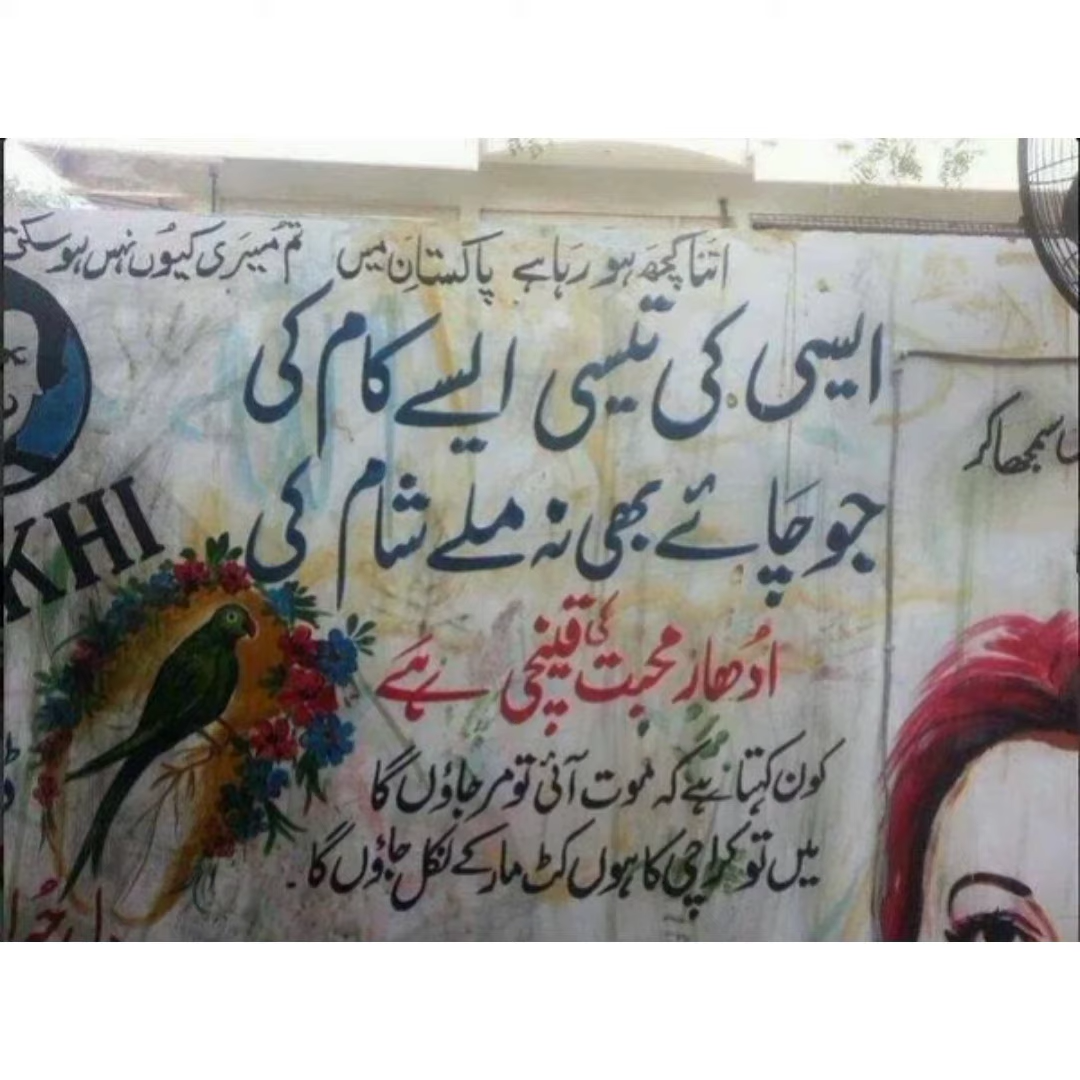 اتنا کچھ ہو رہا ہے پاکستان میں تم میری کیوں نہیں ہو سکتی
ایسی کی تیسی ایسے کام کی
جو چائے بھی نہ ملے شام کی
سمجھا کر
KHI
ادھار محبت کی قینچی ہے
کون کہتا ہے کہ موت آئی تو مر جاؤں گا
میں تو کراچی کا ہوں کٹ مار کے نکل جاؤں گا